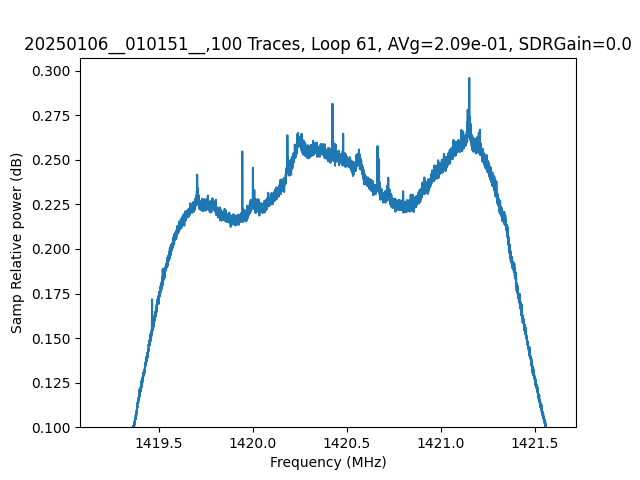 20250106__010151__,100 Traces, Loop 61, AVg=2.09e-01, SDRGain=0.0
0.300
0.275
0.250
0.225
0.200
0.175
0.150
0.125
0.100
Samp Relative power (dB)
1419.5 1420.0 1420.5 1421.0 1421.5
Frequency (MHz)